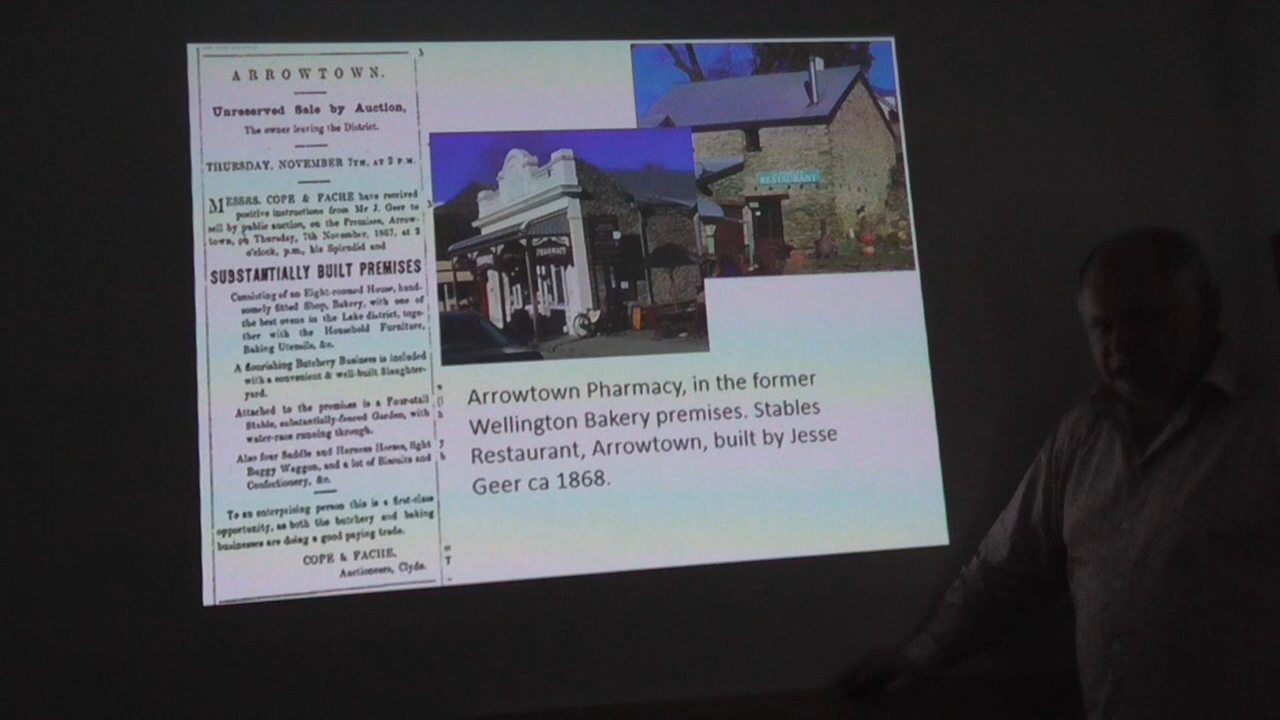 ARROWTOWN.
Unreserved Sale by Auction,
The owner leaving the District.
THURSDAY, NOVEMBER 7TH, AT 2 P.M.
MESSRS. COPE & FACHE have received
positive instructions from Mr J. Geer to
sell by public auction, on the Premises, Arrow-
town, on Thursday, 7th November, 1867, at 2
o'clock, p.m., his Splendid and
SUBSTANTIALLY BUILT PREMISES
Consisting of an Eight-roomed House, hand-
somely fitted Shop, Bakery, with one of
the best ovens in the Lake district, toge-
ther with the Household Furniture,
Baking Utensils, &c.
A flourishing Butchery Business is included
with a convenient & well-built Slaughter-
yard.
Attached to the premises is a Four-stall
Stable, substantially-fenced Garden, with
water-race running through.
Also four Saddle and Harness Horses, light
Buggy Waggon, and a lot of Biscuits and
Confectionery, &c.
To an enterprising person this is a first-class
opportunity, as both the butchery and baking
businesses are doing a good paying trade.
COPE & FACHE,
Auctioneers, Clyde.
RESTAURANT
PHARMACY
Arrowtown Pharmacy, in the former
Wellington Bakery premises. Stables
Restaurant, Arrowtown, built by Jesse
Geer ca 1868.